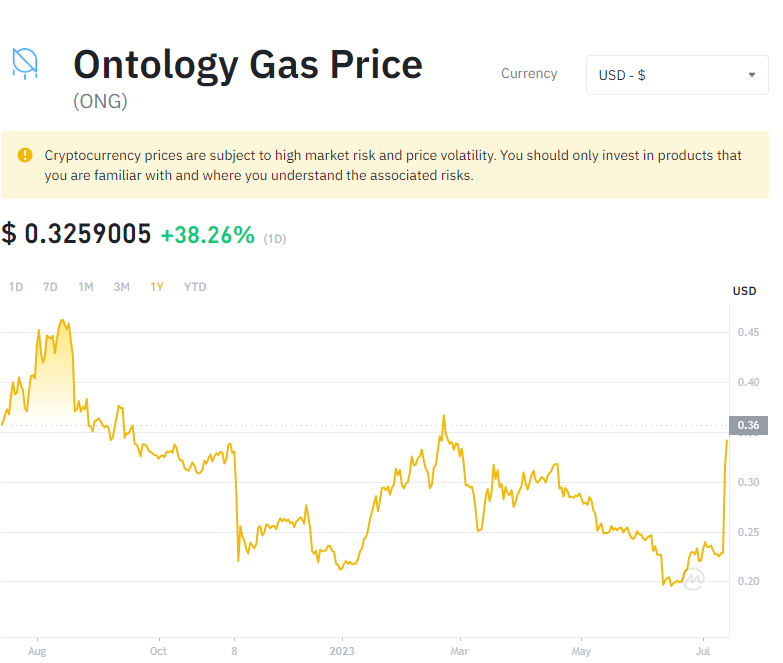 Ontology Gas Price
(ONG)
Currency
USD - $
Cryptocurrency prices are subject to high market risk and price volatility. You should only invest in products that
you are familiar with and where you understand the associated risks.
$ 0.3259005 +38.26% (1D)
1D 7D 1M 3M 1Y YTD
USD
0.45
0.40
0.36
0.30
0.25
0.20
Aug Oct 8 2023 Mar May Jul